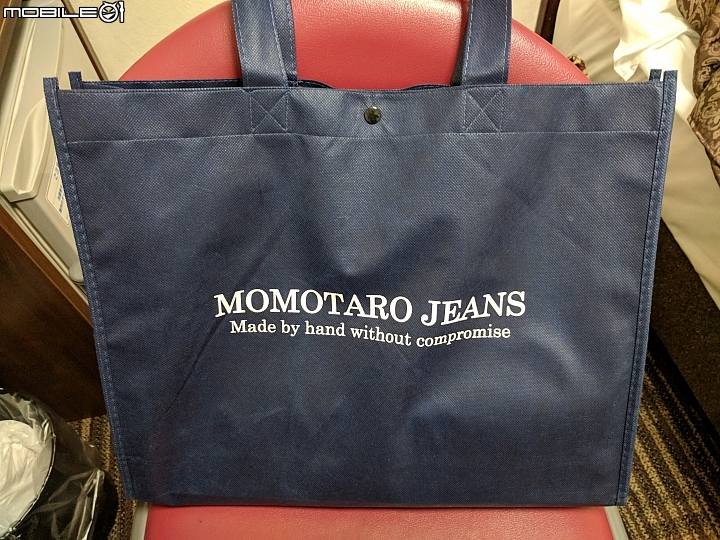 MOBILE01
MOMOTARO JEANS
Made by hand without compromise